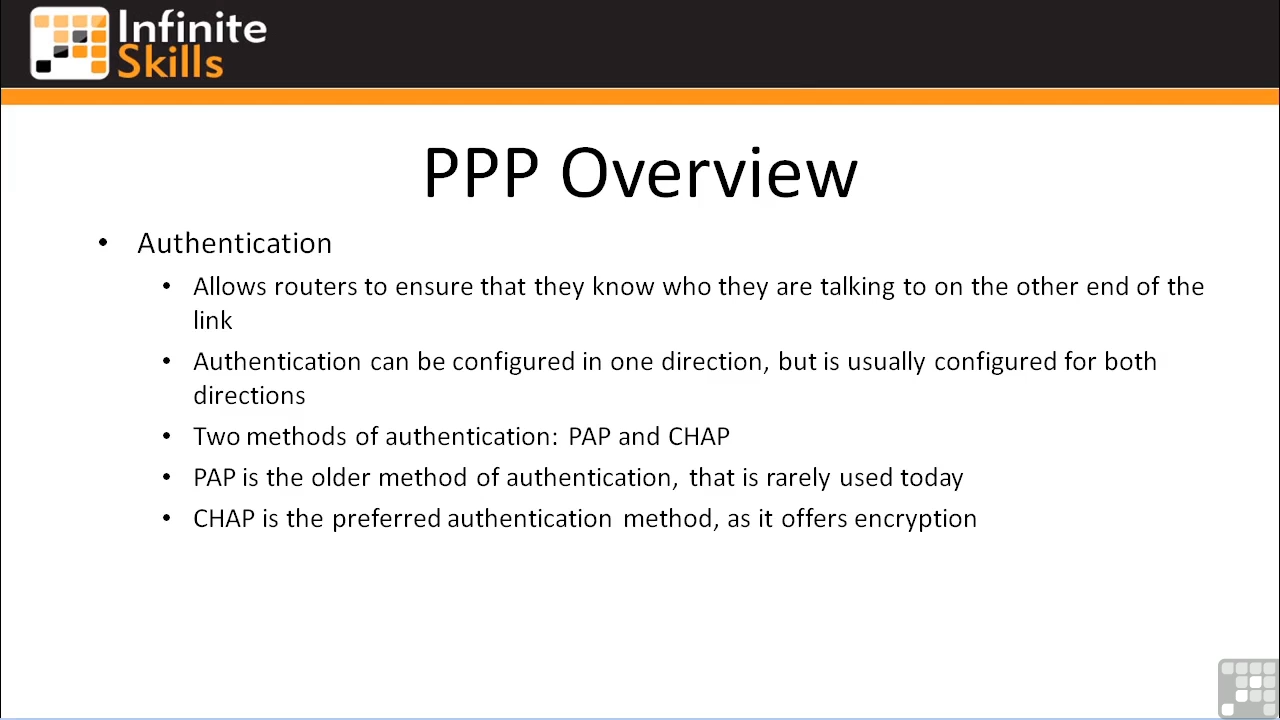 Infinite
Skills
PPP Overview
• Authentication
• Allows routers to ensure that they know who they are talking to on the other end of the
link
• Authentication can be configured in one direction, but is usually configured for both
directions
• Two methods of authentication: PAP and CHAP
• PAP is the older method of authentication, that is rarely used today
• CHAP is the preferred authentication method, as it offers encryption